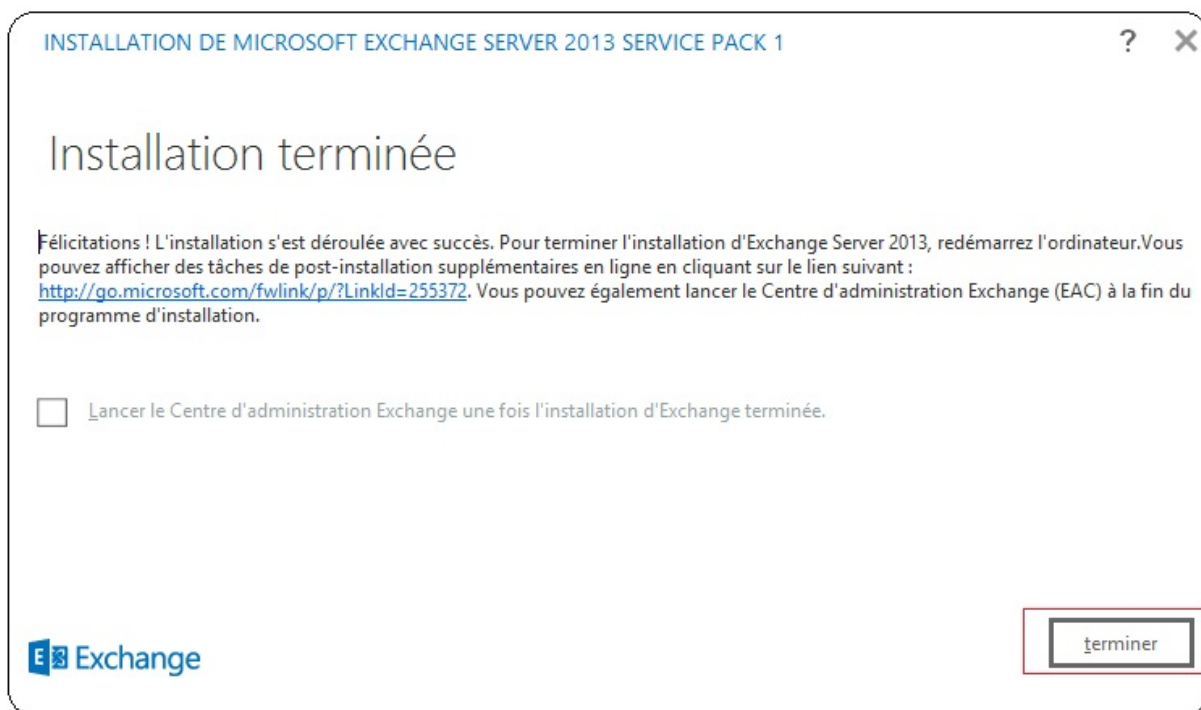 INSTALLATION DE MICROSOFT EXCHANGE SERVER 2013 SERVICE PACK 1
?
Installation terminée
Félicitations ! L'installation s'est déroulée avec succès. Pour terminer l'installation d'Exchange Server 2013, redémarrez l'ordinateur.Vous
pouvez afficher des tâches de post-installation supplémentaires en ligne en cliquant sur le lien suivant :
http://go.microsoft.com/fwlink/p/?LinkId=255372. Vous pouvez également lancer le Centre d'administration Exchange (EAC) à la fin du
programme d'installation.
Lancer le Centre d'administration Exchange une fois l'installation d'Exchange terminée.
Exchange
terminer